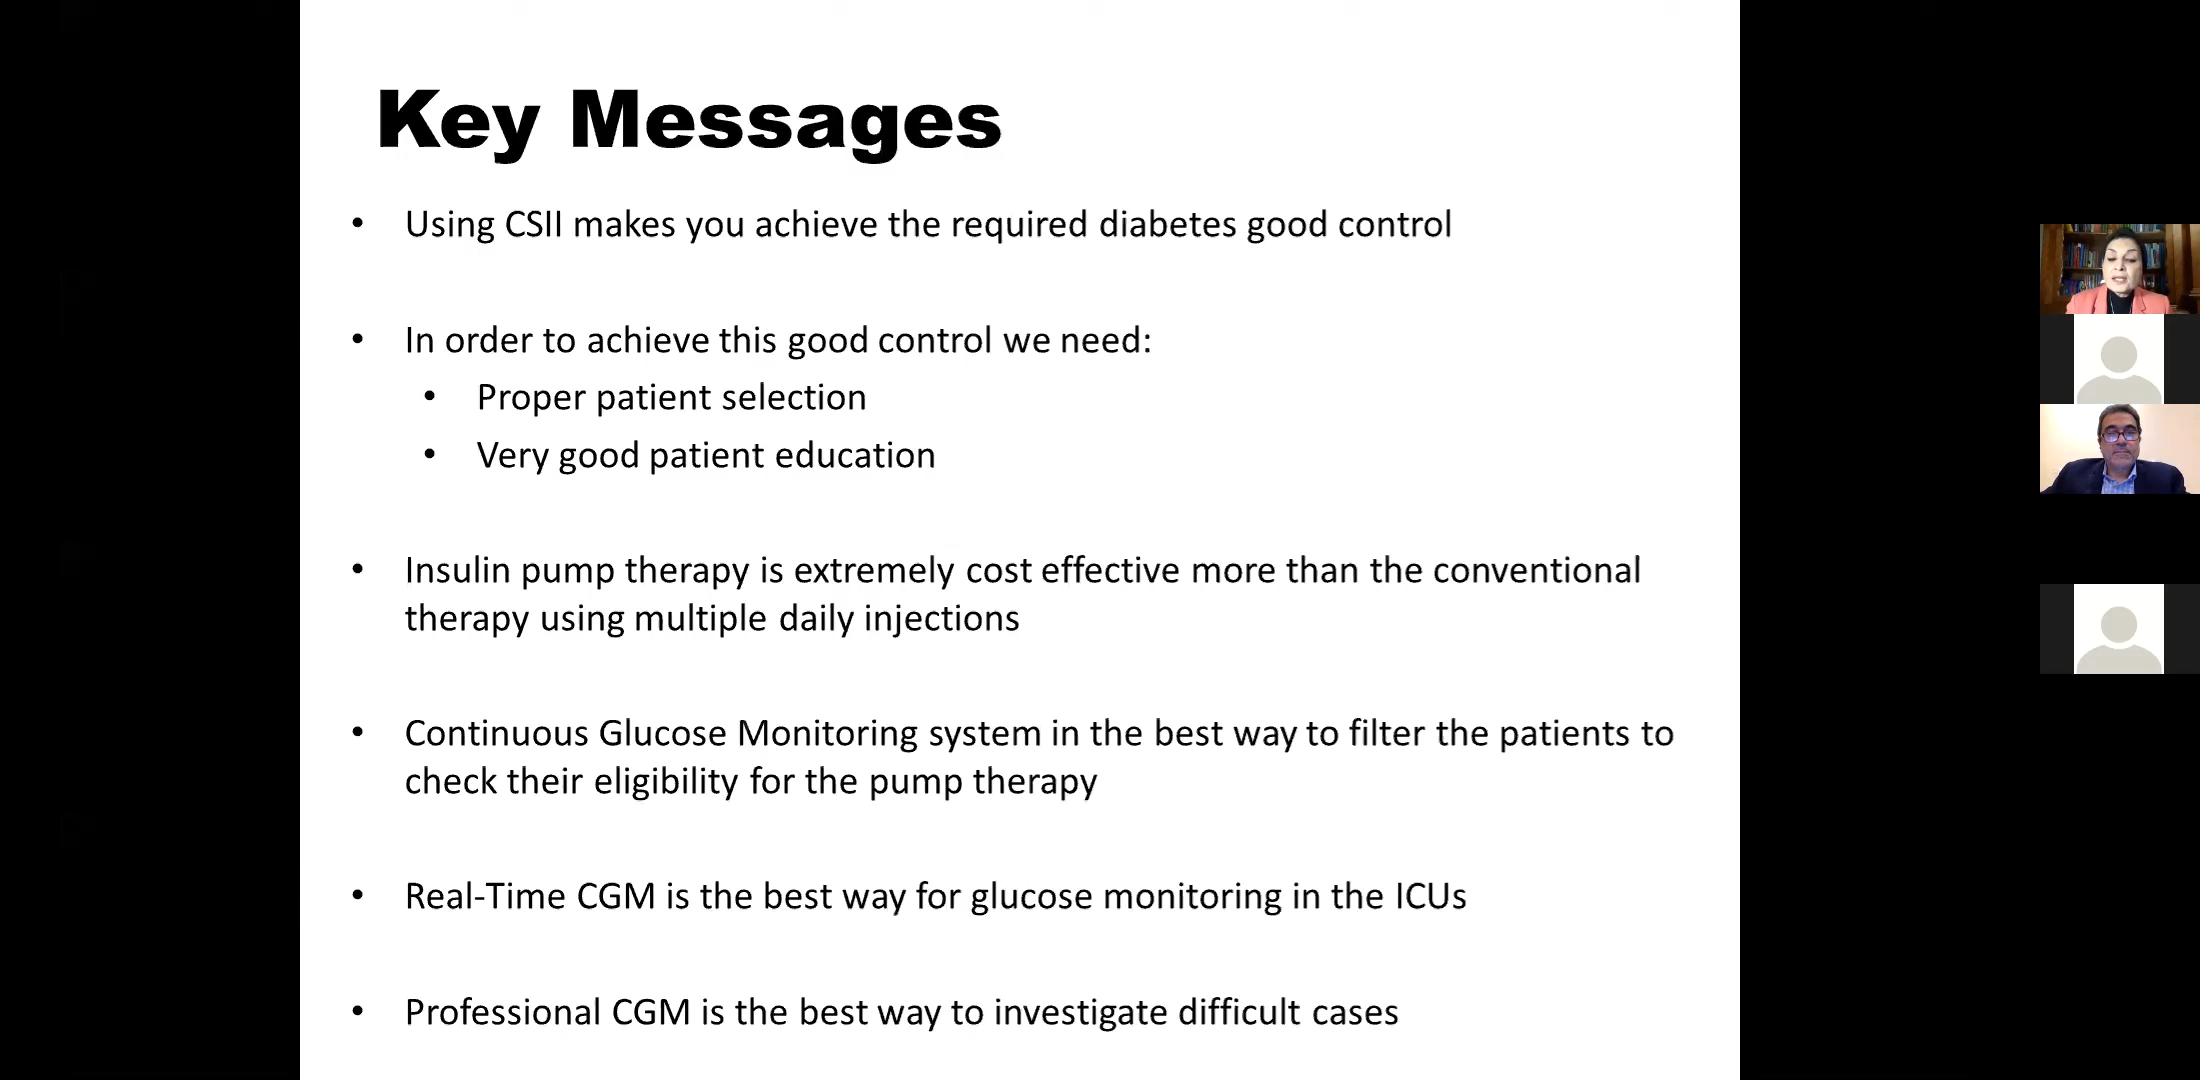 Key Messages
• Using CSII makes you achieve the required diabetes good control
• In order to achieve this good control we need:
• Proper patient selection
• Very good patient education
• Insulin pump therapy is extremely cost effective more than the conventional
therapy using multiple daily injections
• Continuous Glucose Monitoring system in the best way to filter the patients to
check their eligibility for the pump therapy
• Real-Time CGM is the best way for glucose monitoring in the ICUs
• Professional CGM is the best way to investigate difficult cases